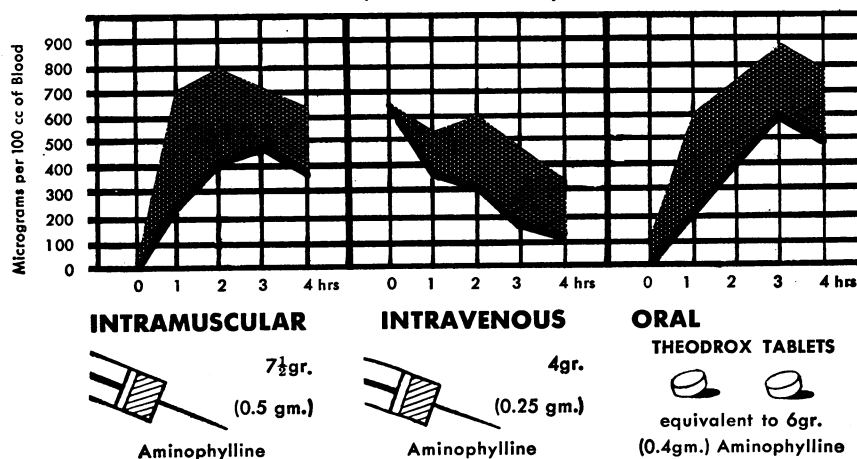 Micrograms per 100 cc of Blood
900
800
700
600
500
400
300
200
100
0
0 1 2 3 4 hrs
0 1 2 3 4 hrs
0 1 2 3 4 hrs
INTRAMUSCULAR
7½gr.
(0.5 gm.)
Aminophylline
INTRAVENOUS
4gr.
(0.25 gm.)
Aminophylline
ORAL
THEODROX TABLETS
equivalent to 6gr.
(0.4gm.) Aminophylline